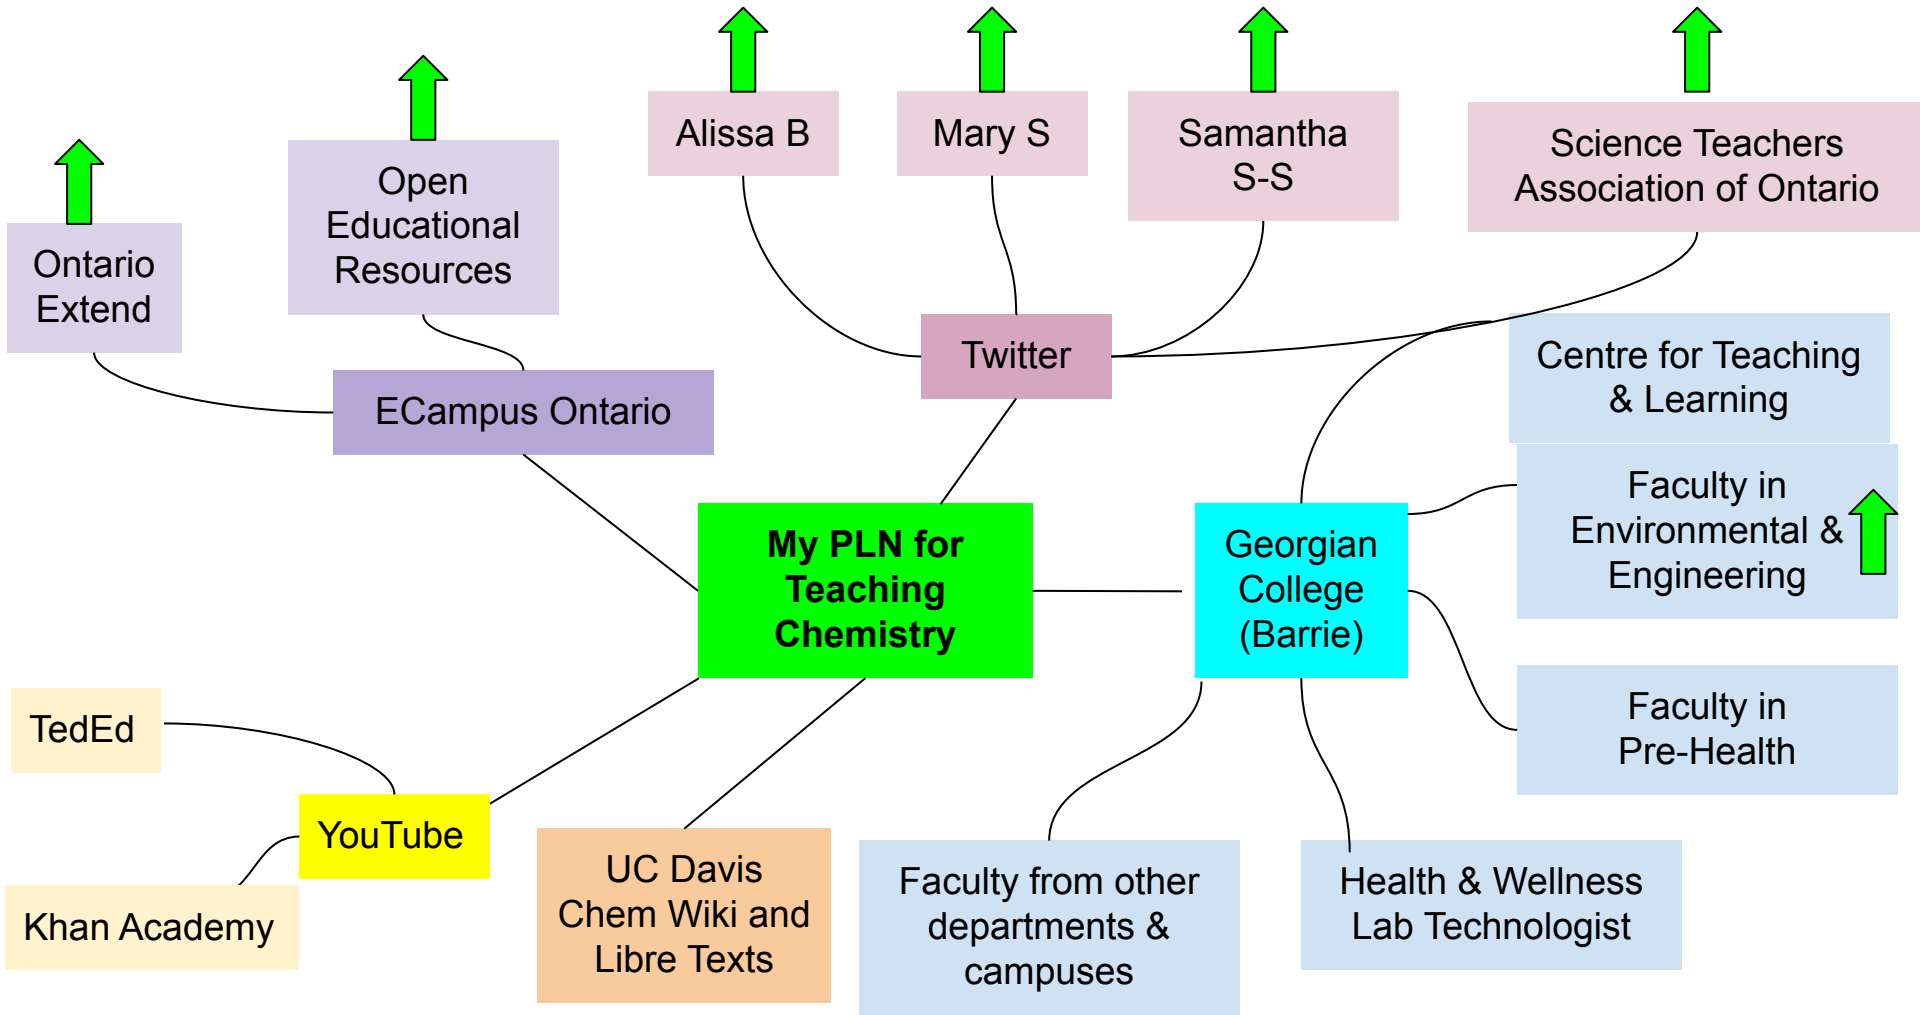 Alissa B
Mary S
Samantha
S-S
Science Teachers
Association of Ontario
Open
Educational
Resources
Ontario
Extend
Twitter
ECampus Ontario
Centre for Teaching
& Learning
Faculty in
Environmental &
Engineering
My PLN for
Teaching
Chemistry
Georgian
College
(Barrie)
Faculty in
Pre-Health
TedEd
YouTube
Khan Academy
UC Davis
Chem Wiki and
Libre Texts
Faculty from other
departments &
campuses
Health & Wellness
Lab Technologist